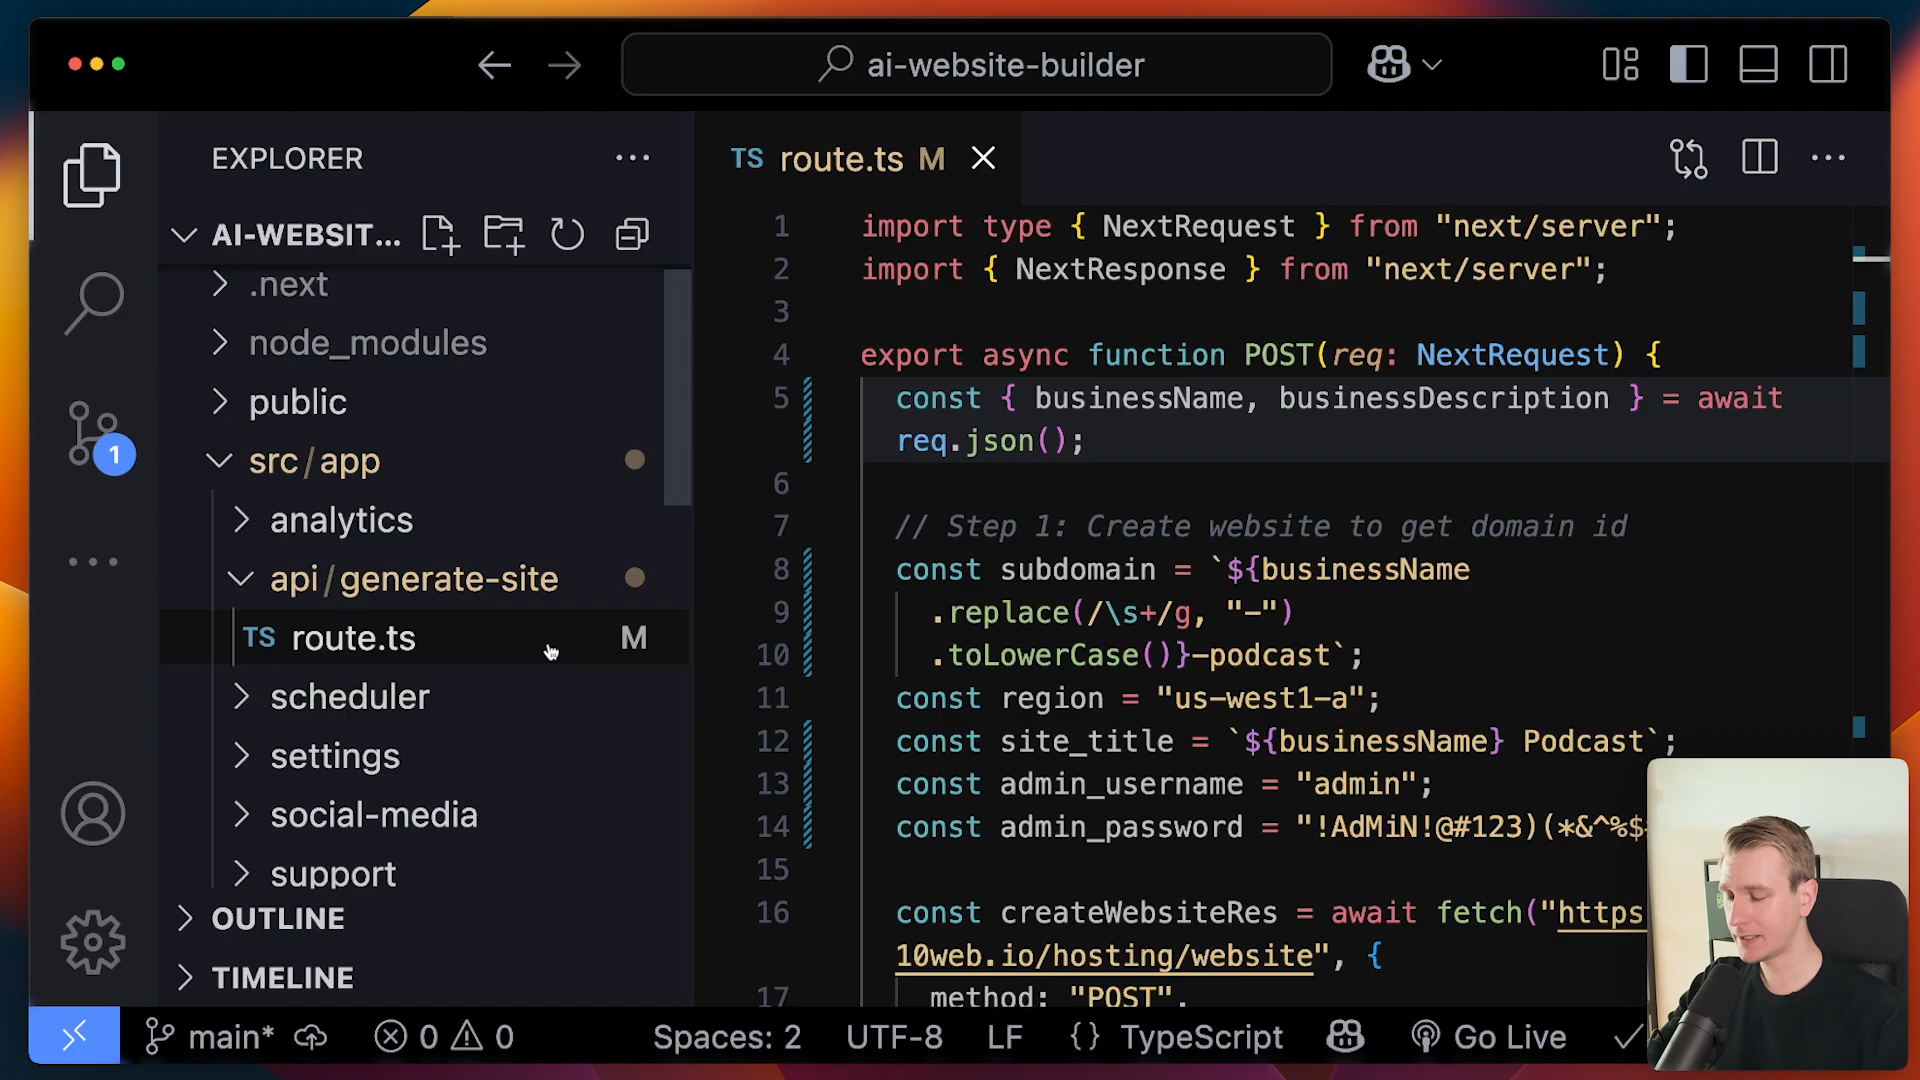 ai-website-builder
EXPLORER
TS route.ts M
AI-WEBSIT...
.next
node_modules
public
src/app
analytics
api/generate-site
TS route.ts M
scheduler
settings
social-media
support
OUTLINE
TIMELINE
1
1 import type { NextRequest } from "next/server";
2 import { NextResponse } from "next/server";
3
4 export async function POST(req: NextRequest) {
5 const { businessName, businessDescription } = await
req.json();
6
7 // Step 1: Create website to get domain id
8 const subdomain = `${businessName
9 .replace(/\s+/g, "-")
10 .toLowerCase()}-podcast`;
11 const region = "us-west1-a";
12 const site_title = `${businessName} Podcast`;
13 const admin_username = "admin";
14 const admin_password = "!AdMiN!@#123)(*&^%$
15
16 const createWebsiteRes = await fetch("https
10web.io/hosting/website", {
17 method: "POST",
main* 0 0 Spaces: 2 UTF-8 LF {} TypeScript Go Live